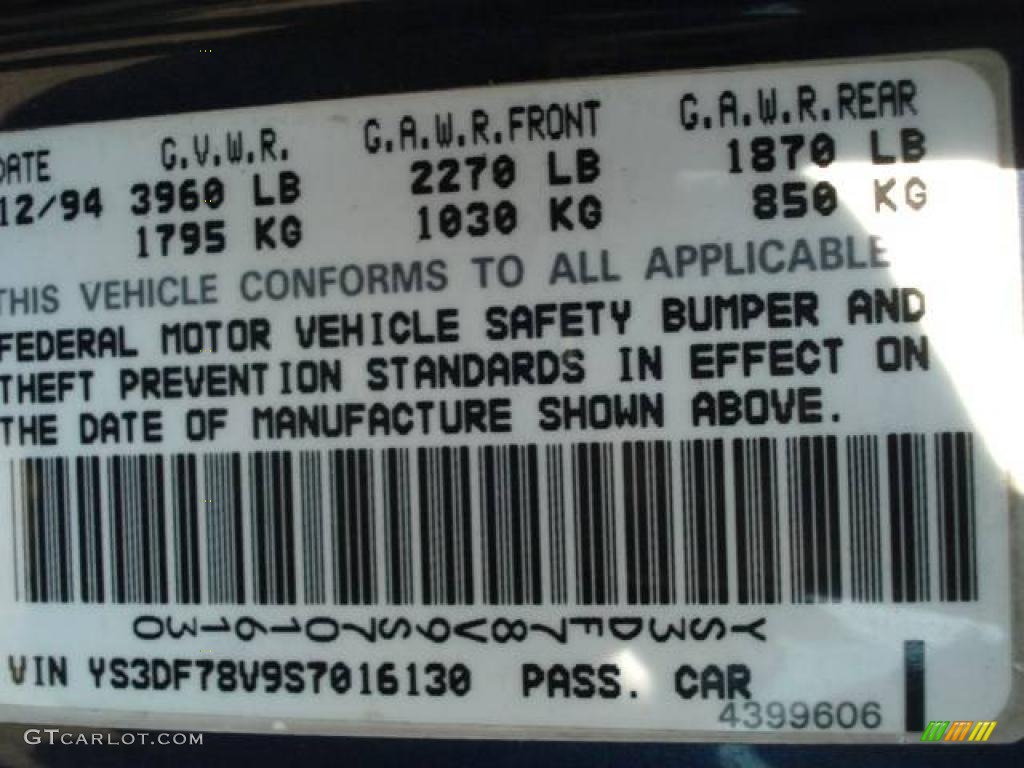 DATE G.V.W.R. G.A.W.R.FRONT G.A.W.R.REAR
12/94 3960 LB 2270 LB 1870 LB
1795 KG 1030 KG 850 KG
THIS VEHICLE CONFORMS TO ALL APPLICABLE
FEDERAL MOTOR VEHICLE SAFETY BUMPER AND
THEFT PREVENTION STANDARDS IN EFFECT ON
THE DATE OF MANUFACTURE SHOWN ABOVE.
YS3DF78V9S7016130
VIN YS3DF78V9S7016130 PASS. CAR
4399606
GTCARLOT.COM